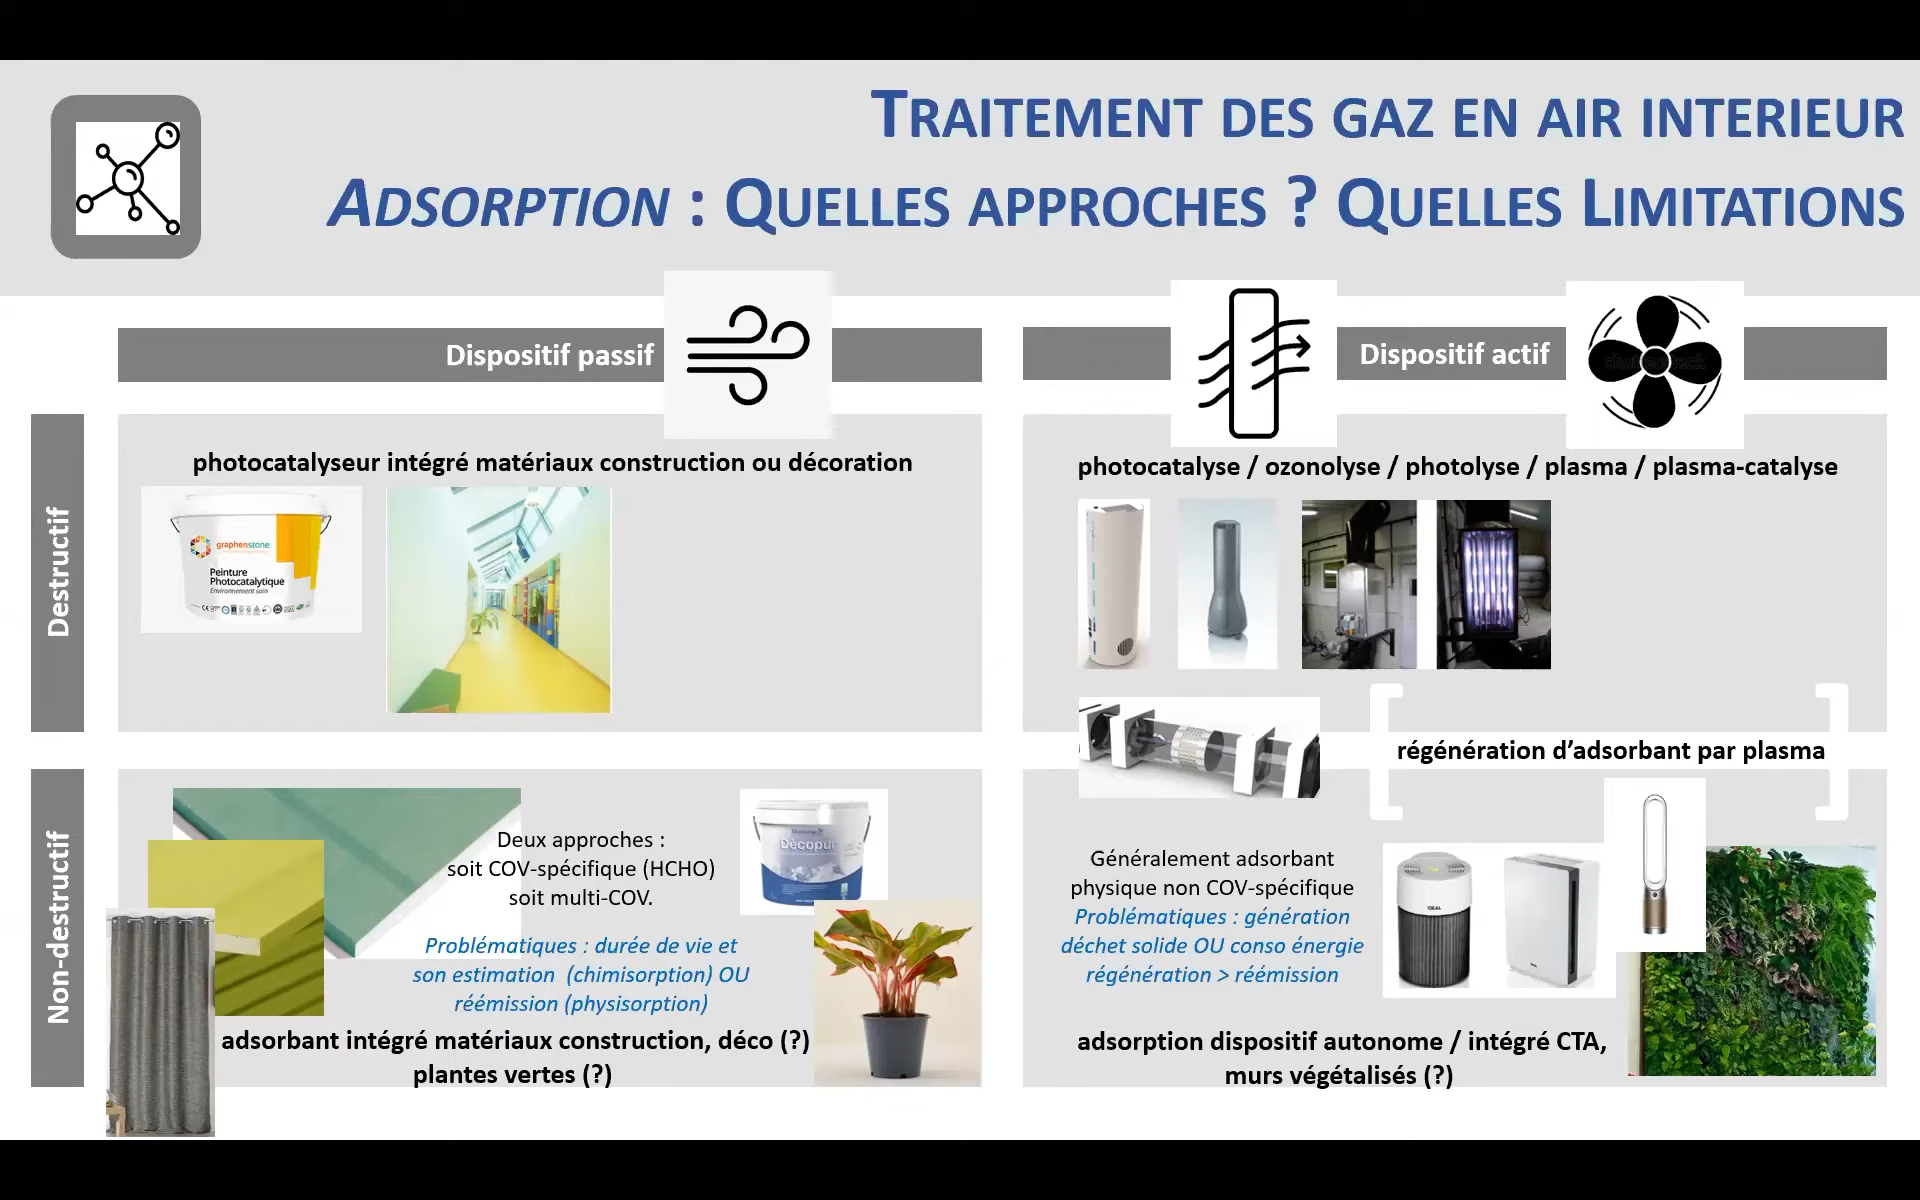 TRAITEMENT DES GAZ EN AIR INTERIEUR
ADSORPTION : QUELLES APPROCHES ? QUELLES LIMITATIONS
Dispositif passif
Dispositif actif
Destructif
photocatalyseur intégré matériaux construction ou décoration
graphenstone
Peinture
Photocatalytique
Environnement sain
photocatalyse / ozonolyse / photolyse / plasma / plasma-catalyse
régénération d'adsorbant par plasma
Non-destructif
Deux approches :
soit COV-spécifique (HCHO)
soit multi-COV.
Problématiques : durée de vie et
son estimation (chimisorption) OU
réémission (physisorption)
Décopur
adsorbant intégré matériaux construction, déco (?)
plantes vertes (?)
Généralement adsorbant
physique non COV-spécifique
Problématiques : génération
déchet solide OU conso énergie
régénération > réémission
IDEAL
adsorption dispositif autonome / intégré CTA,
murs végétalisés (?)